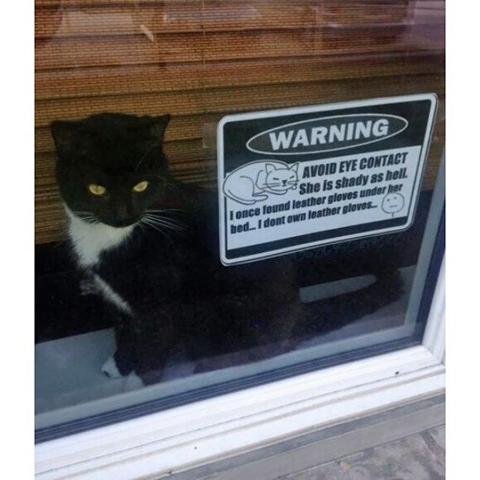 WARNING
AVOID EYE CONTACT
She is shady as hell.
I once found leather gloves under her
bed... I dont own leather gloves...